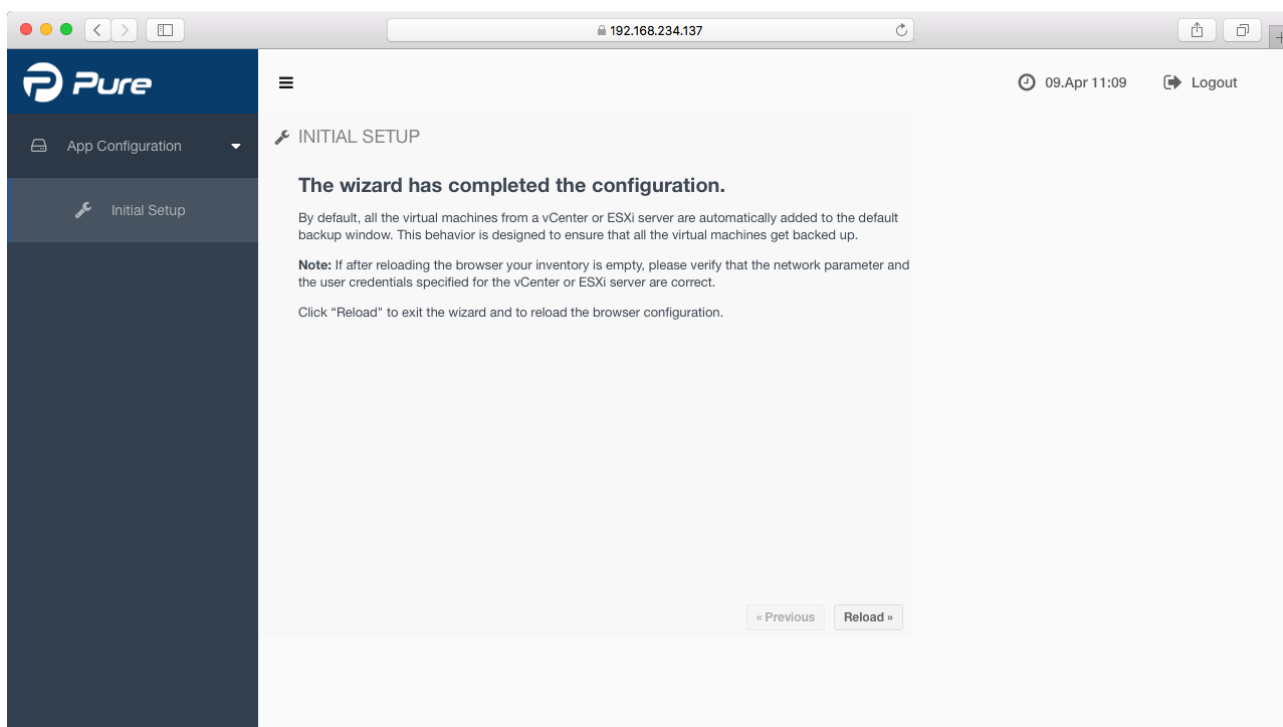 192.168.234.137
Pure
09.Apr 11:09
Logout
App Configuration
Initial Setup
INITIAL SETUP
The wizard has completed the configuration.
By default, all the virtual machines from a vCenter or ESXi server are automatically added to the default
backup window. This behavior is designed to ensure that all the virtual machines get backed up.
Note: If after reloading the browser your inventory is empty, please verify that the network parameter and
the user credentials specified for the vCenter or ESXi server are correct.
Click “Reload" to exit the wizard and to reload the browser configuration.
« Previous
Reload »